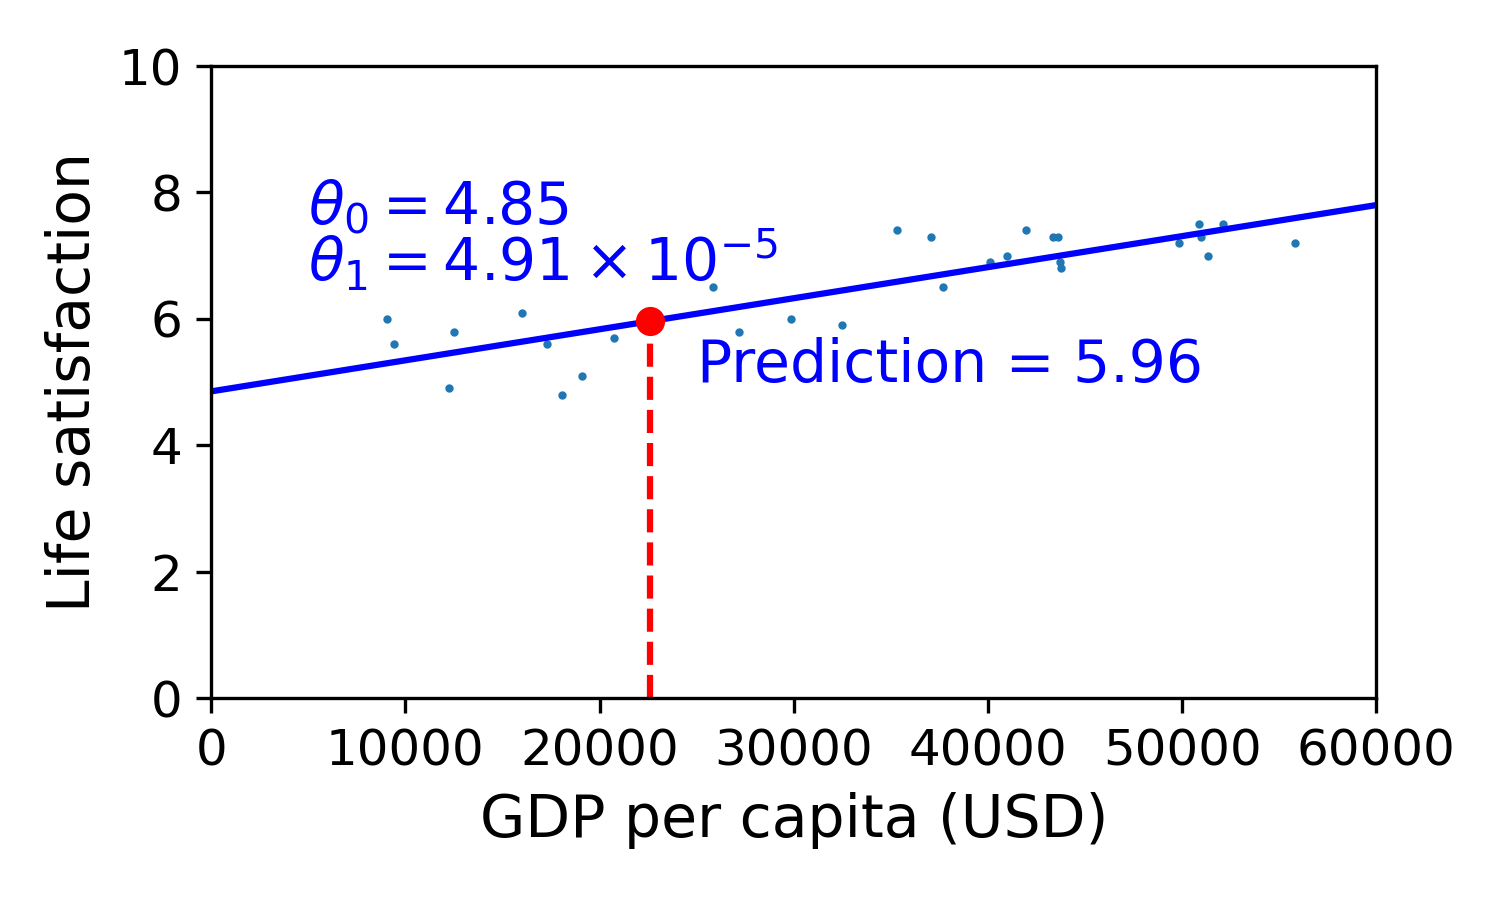 10
8
6
4
2
0
Life satisfaction
θ₀ = 4.85
θ₁ = 4.91 × 10⁻⁵
Prediction = 5.96
0 10000 20000 30000 40000 50000 60000
GDP per capita (USD)